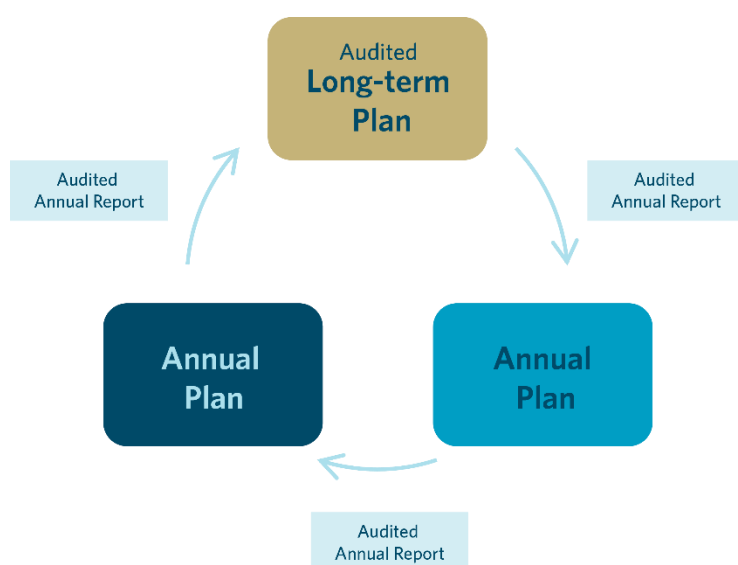 Audited
Long-term
Plan
Audited
Annual Report
Audited
Annual Report
Annual
Plan
Annual
Plan
Audited
Annual Report